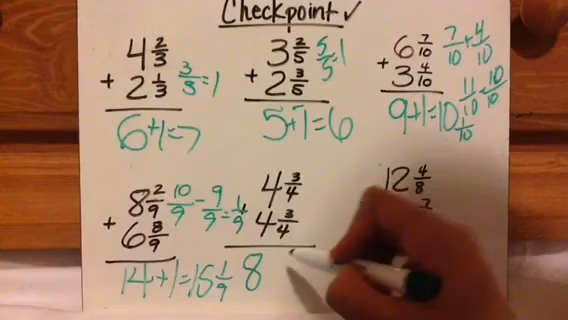 Checkpoint ✓
4 2/3
+ 2 1/3
3/3 = 1
6+1=7
3 2/5
+ 2 3/5
5/5=1
5+1=6
6 7/10
+ 3 4/10
7/10 + 4/10
11/10 - 10/10
9+1=10 1/10
8 2/9
+ 6 8/9
10/9 - 9/9 = 1/9
14+1=15 1/9
4 3/4
+ 4 3/4
8
12 4/8